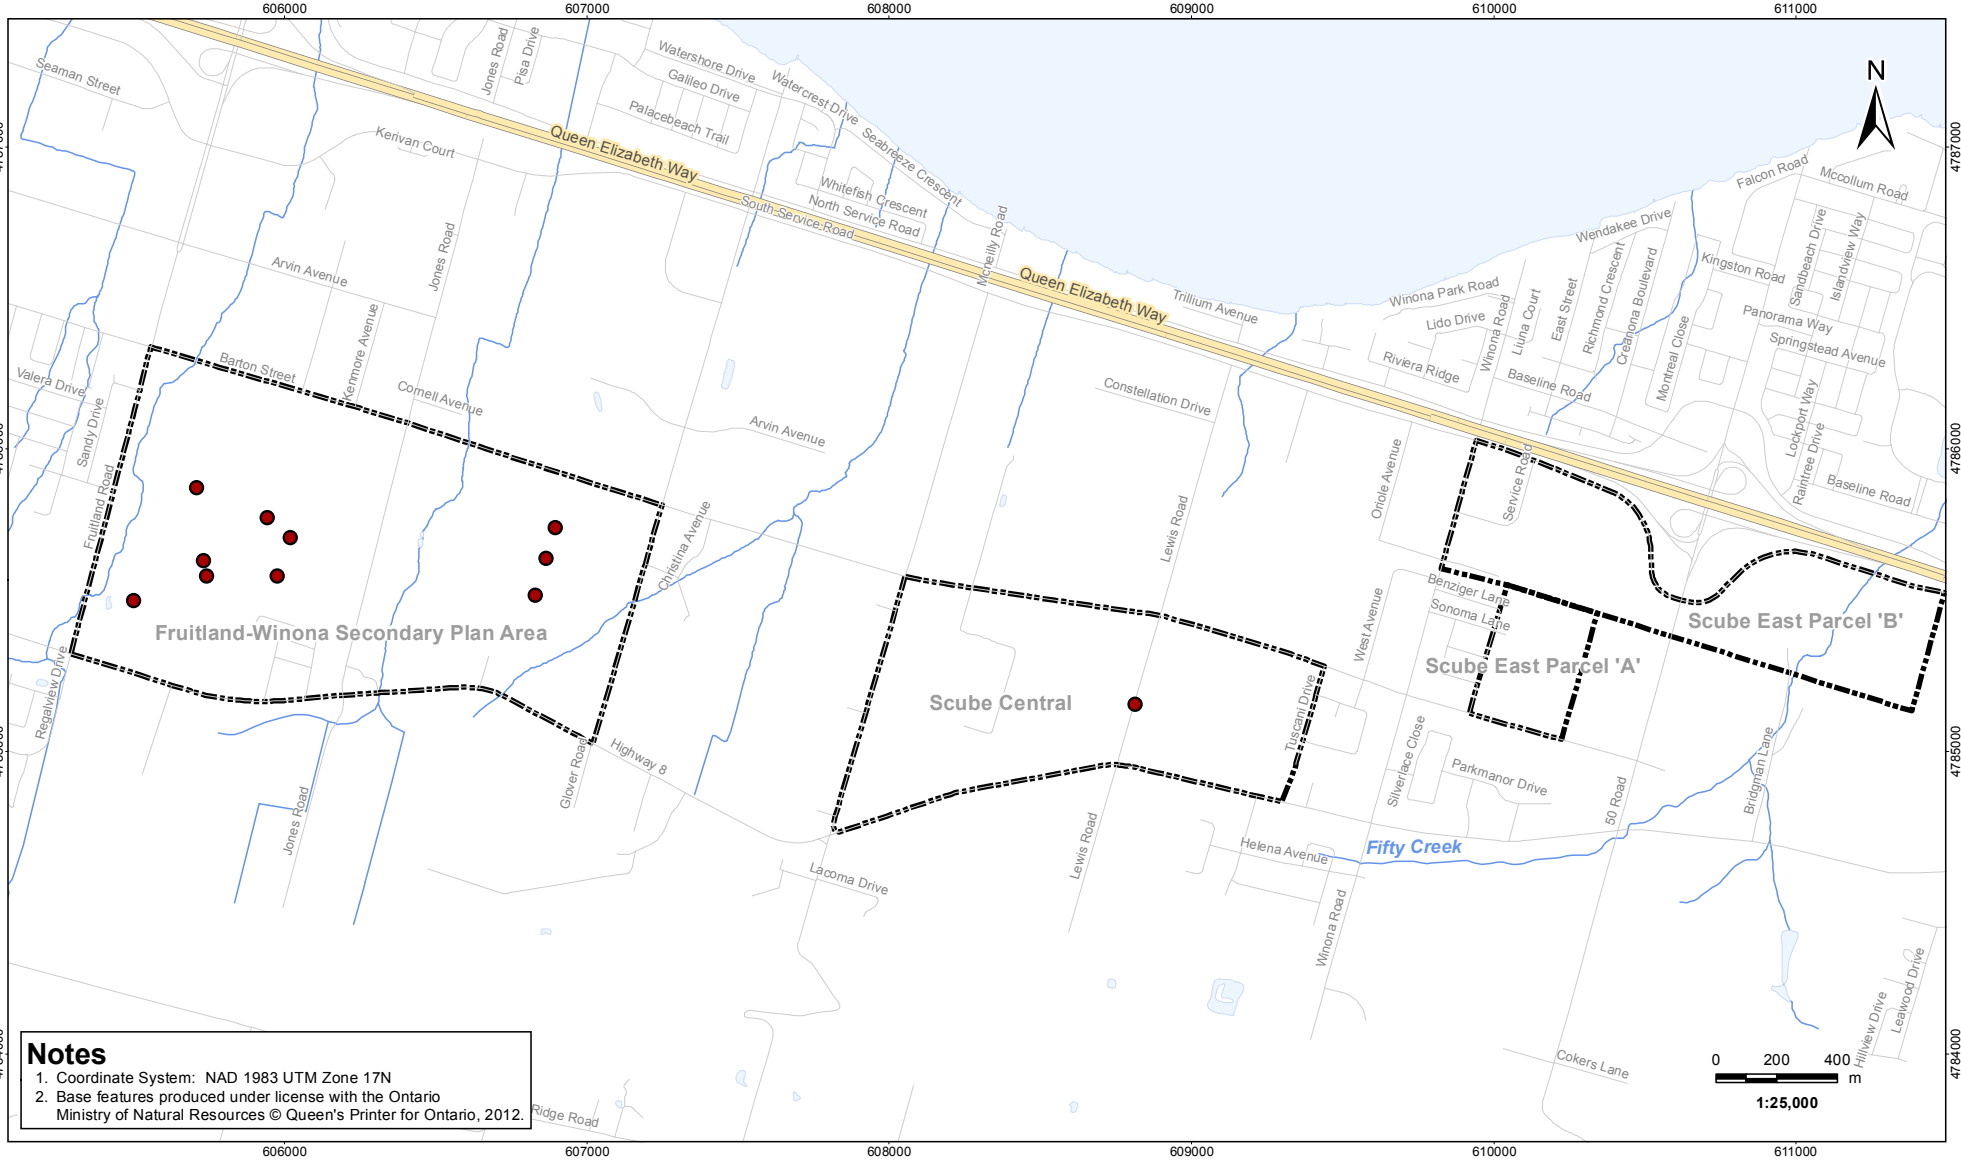 606000
607000
608000
609000
610000
611000
N
Seaman Street
Jones Road
Pisa Drive
Watershore Drive
Galileo Drive
Palacebeach Trail
Watercrest Drive
Seabreeze Crescent
Kerivan Court
Queen Elizabeth Way
Whitefish Crescent
North Service Road
South Service Road
Mcneilly Road
4787000
Falcon Road
Mccollum Road
Wendakee Drive
Sandbeach Drive
Islandview Way
Kingston Road
Arvin Avenue
Jones Road
Queen Elizabeth Way
Trillium Avenue
Winona Park Road
Lido Drive
Riviera Ridge
Winona Road
Liuna Court
East Street
Richmond Crescent
Creanona Boulevard
Montreal Close
Panorama Way
Springstead Avenue
Baseline Road
Barton Street
Kenmore Avenue
Cornell Avenue
Valera Drive
Sandy Drive
Fruitland Road
Arvin Avenue
Constellation Drive
Oriole Avenue
Service Road
Lockport Way
Raintree Drive
Baseline Road
4786000
Lewis Road
Christina Avenue
Benziger Lane
Sonoma Lane
West Avenue
Fruitland-Winona Secondary Plan Area
Scube Central
Scube East Parcel 'A'
Scube East Parcel 'B'
Regalview Drive
Tuscani Drive
Silverlace Close
Parkmanor Drive
50 Road
Bridgman Lane
4785000
Glover Road
Highway 8
Jones Road
Lewis Road
Lacoma Drive
Helena Avenue
Fifty Creek
Winona Road
Hillview Drive
Leawood Drive
Cokers Lane
4784000
Ridge Road
Notes
1. Coordinate System: NAD 1983 UTM Zone 17N
2. Base features produced under license with the Ontario
Ministry of Natural Resources © Queen's Printer for Ontario, 2012.
0 200 400
m
1:25,000
606000
607000
608000
609000
610000
611000